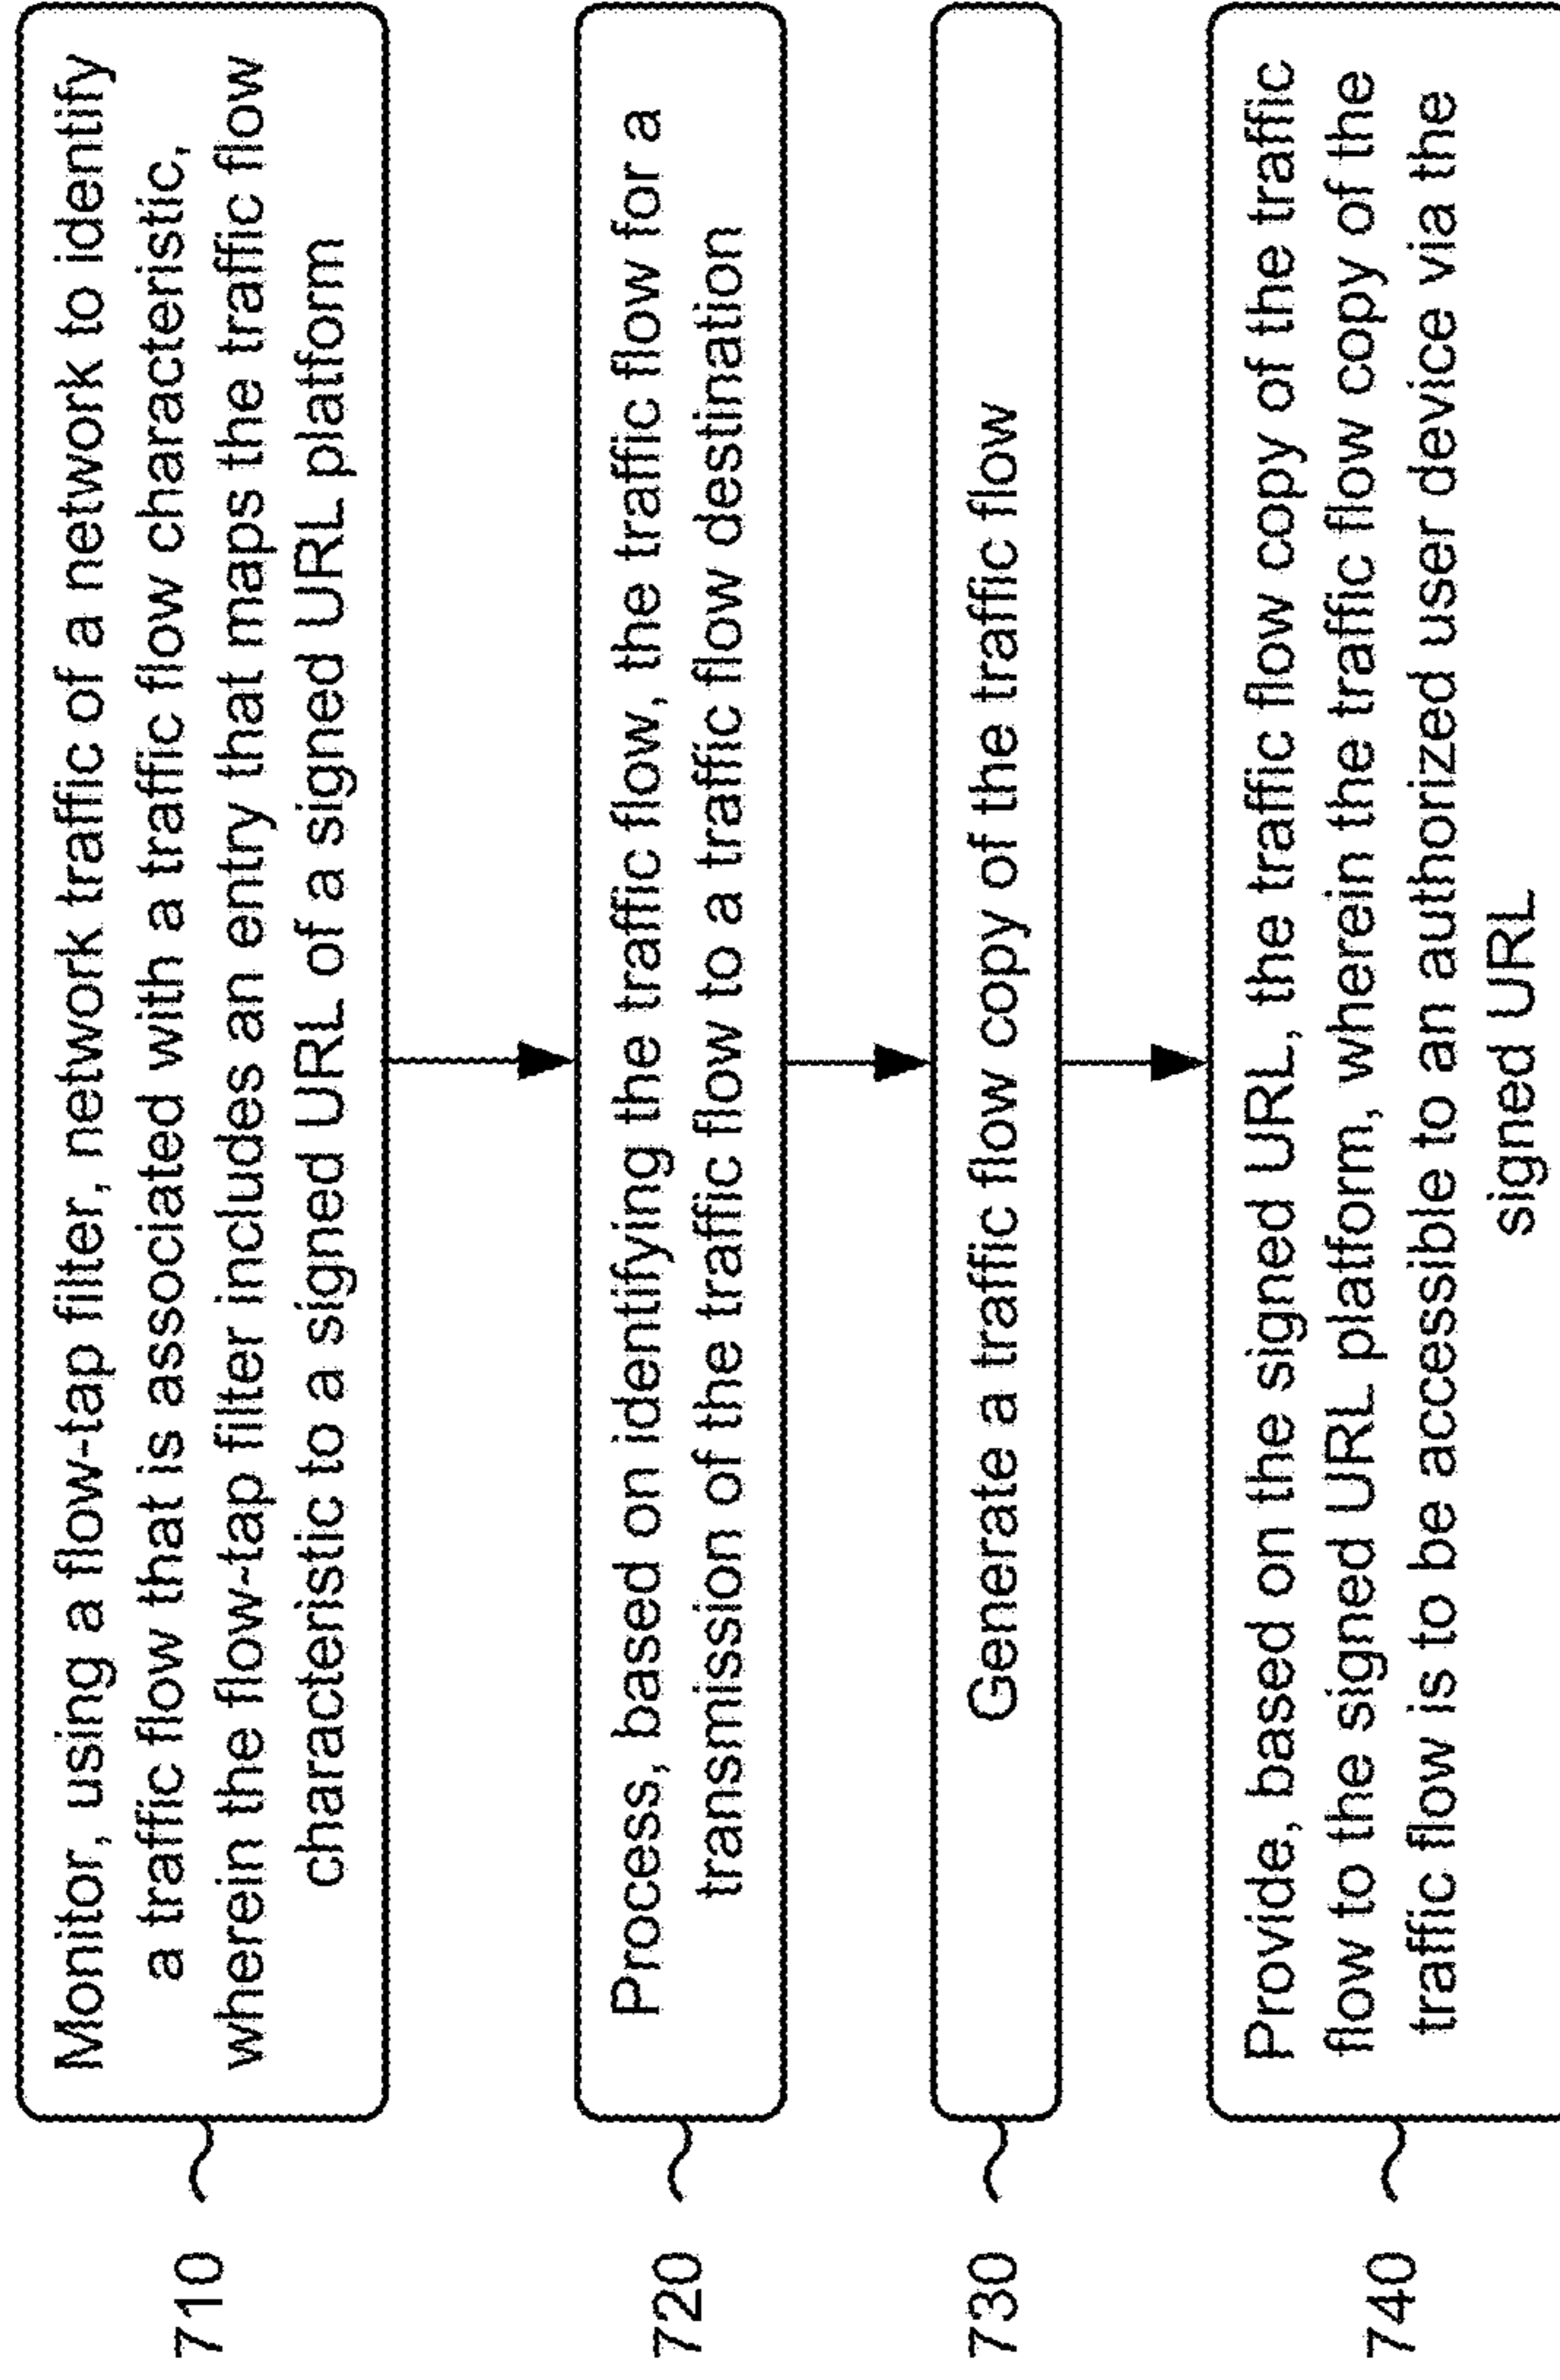 710
Monitor, using a flow-tap filter, network traffic of a network to identify
a traffic flow that is associated with a traffic flow characteristic,
wherein the flow-tap filter includes an entry that maps the traffic flow
characteristic to a signed URL of a signed URL platform
720
Process, based on identifying the traffic flow, the traffic flow for a
transmission of the traffic flow to a traffic flow destination
730
Generate a traffic flow copy of the traffic flow
740
Provide, based on the signed URL, the traffic flow copy of the traffic
flow to the signed URL platform, wherein the traffic flow copy of the
traffic flow is to be accessible to an authorized user device via the
signed URL